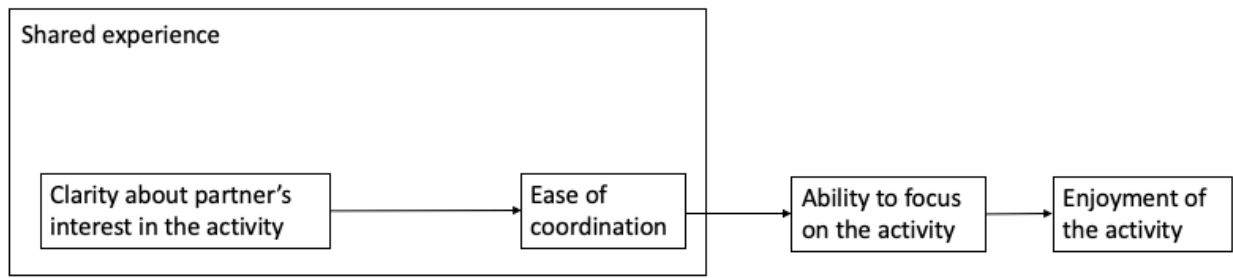 Shared experience
Clarity about partner's
interest in the activity
Ease of
coordination
Ability to focus
on the activity
Enjoyment of
the activity